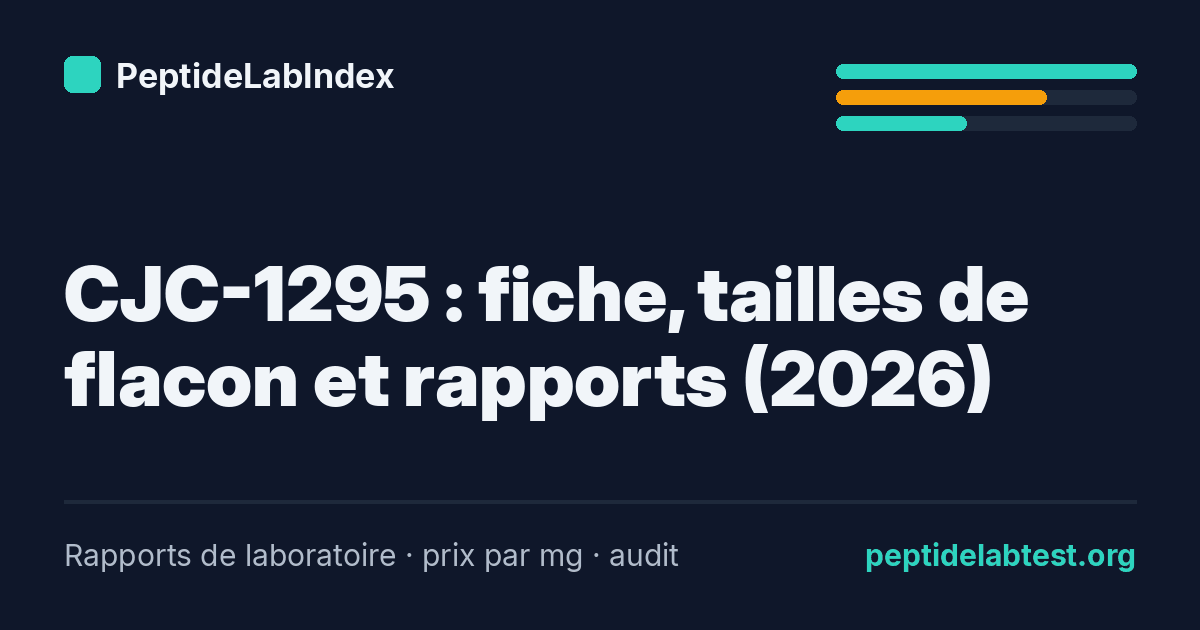 PeptideLabIndex
CJC-1295 : fiche, tailles de
flacon et rapports (2026)
Rapports de laboratoire · prix par mg · audit
peptidelabtest.org